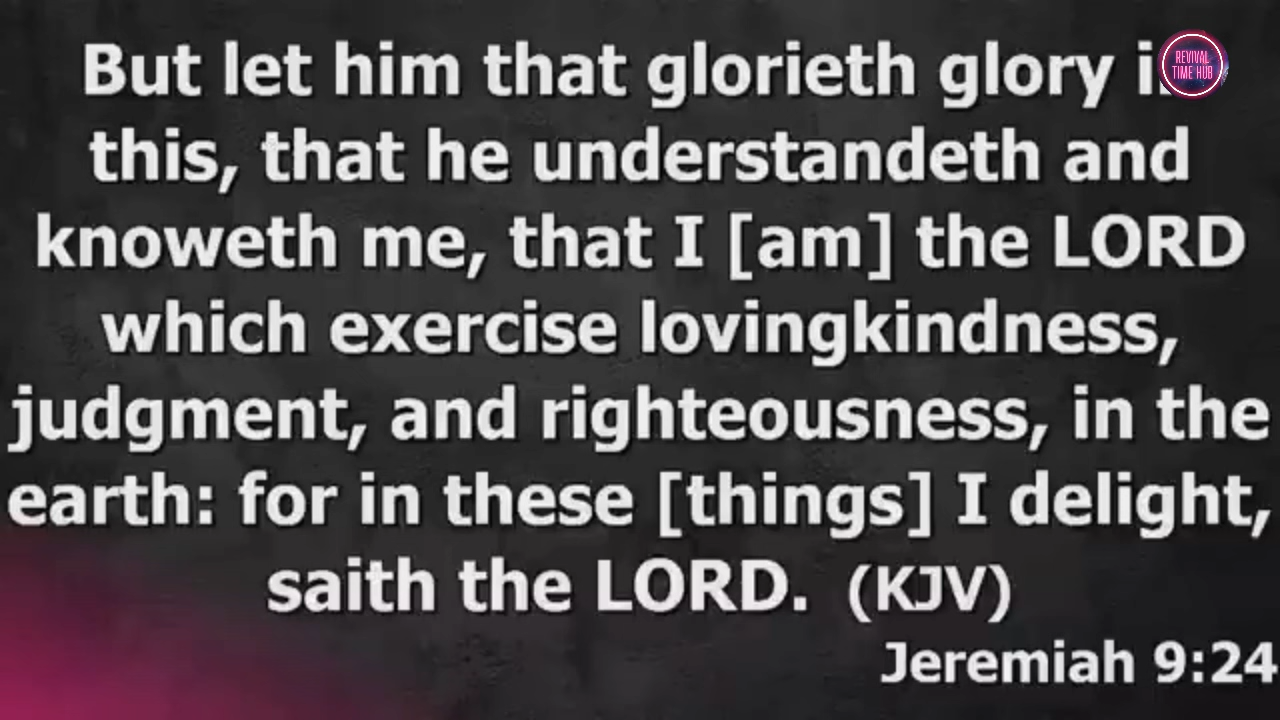 But let him that glorieth glory
REVIVAL
TIME HUB
this, that he understandeth and
knoweth me, that I [am] the LORD
which exercise lovingkindness,
judgment, and righteousness, in the
earth: for in these [things] I delight,
saith the LORD. (KJV)
Jeremiah 9:24